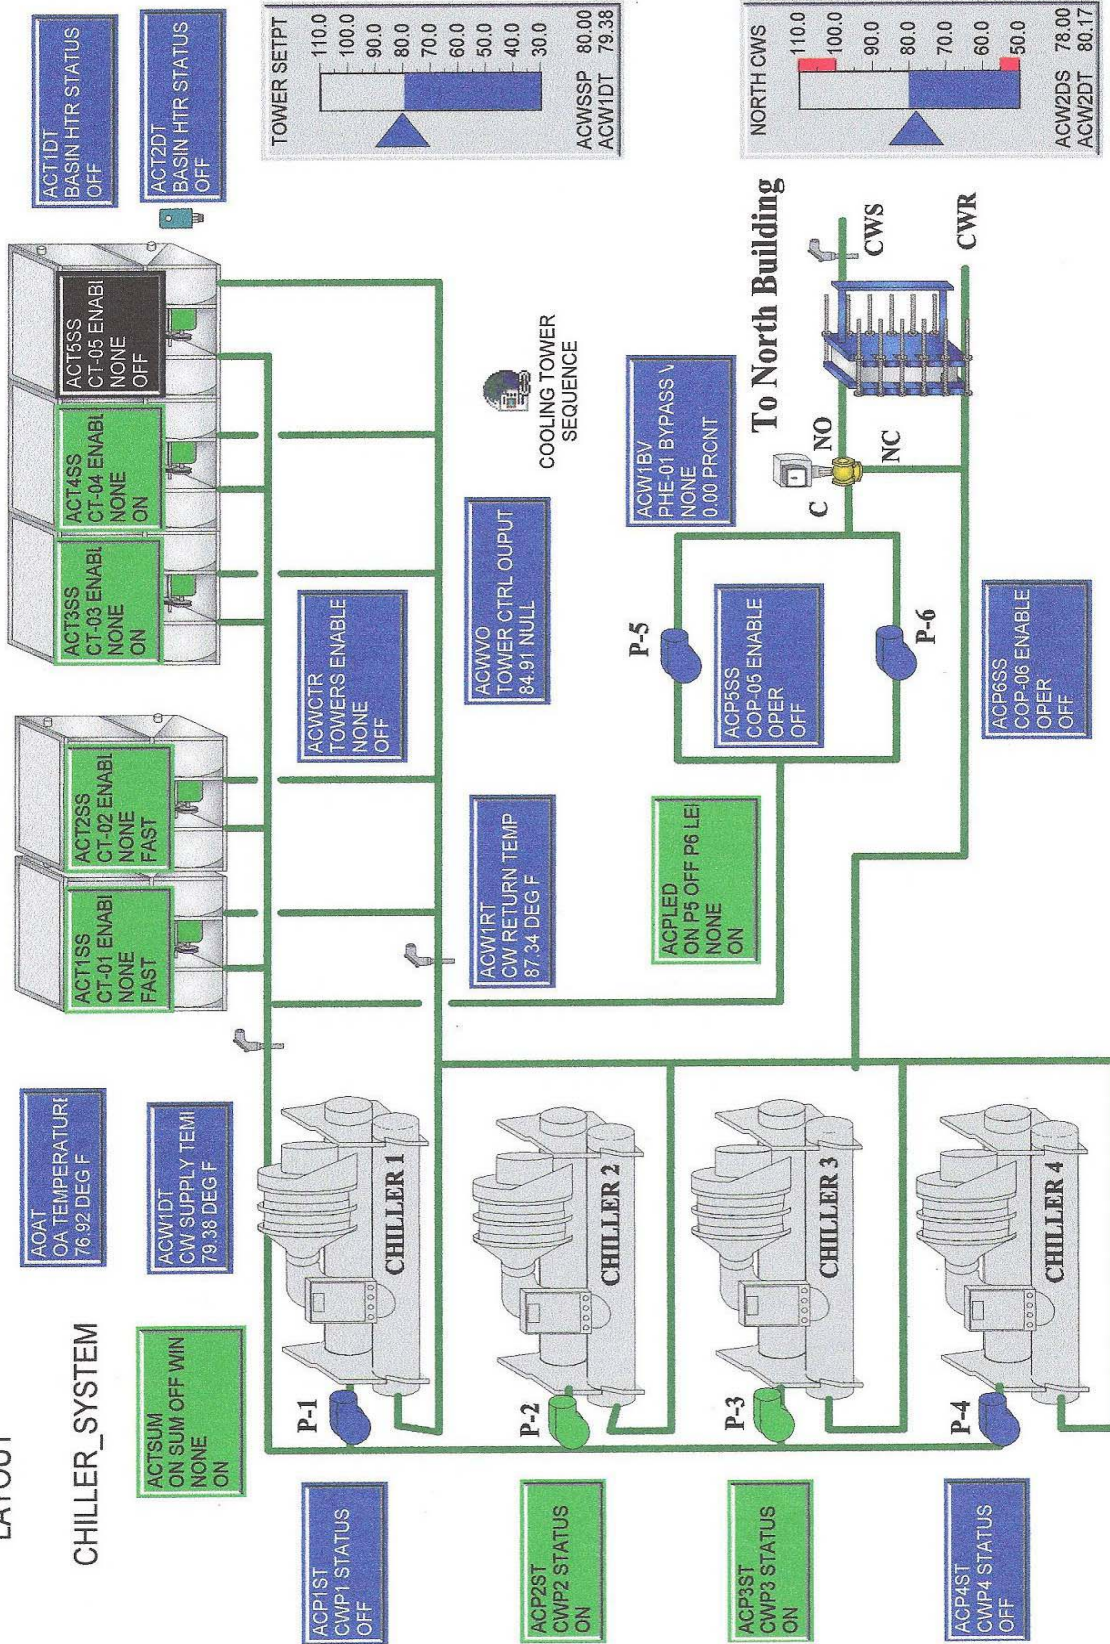 LAYOUT
CHILLER_SYSTEM
AOAT
OA TEMPERATURE
76.92 DEG F
ACT1SS
CT-01 ENABL
NONE
FAST
ACT2SS
CT-02 ENABL
NONE
FAST
ACT3SS
CT-03 ENABL
NONE
ON
ACT4SS
CT-04 ENABL
NONE
ON
ACT5SS
CT-05 ENABL
NONE
OFF
ACT1DT
BASIN HTR STATUS
OFF
ACT2DT
BASIN HTR STATUS
OFF
ACTSUM
ON SUM OFF WIN
NONE
ON
ACW1DT
CW SUPPLY TEMI
79.38 DEG F
TOWER SETPT
110.0
100.0
90.0
80.0
70.0
60.0
50.0
40.0
30.0
ACWSSP 80.00
ACW1DT 79.38
ACWCTR
TOWERS ENABLE
NONE
OFF
ACP1ST
CWP1 STATUS
OFF
P-1
CHILLER 1
ACW1RT
CW RETURN TEMP
87.34 DEG F
ACWVO
TOWER CTRL OUPUT
84.91 NULL
COOLING TOWER
SEQUENCE
ACP2ST
CWP2 STATUS
ON
P-2
CHILLER 2
ACPLED
ON P5 OFF P6 LEI
NONE
ON
P-5
ACP5SS
COP-05 ENABLE
OPER
OFF
P-6
ACW1BV
PHE-01 BYPASS V
NONE
0.00 PRCNT
C
NO
NC
To North Building
CWS
CWR
NORTH CWS
110.0
100.0
90.0
80.0
70.0
60.0
50.0
ACW2DS 78.00
ACW2DT 80.17
ACP3ST
CWP3 STATUS
ON
P-3
CHILLER 3
ACP6SS
COP-06 ENABLE
OPER
OFF
ACP4ST
CWP4 STATUS
OFF
P-4
CHILLER 4